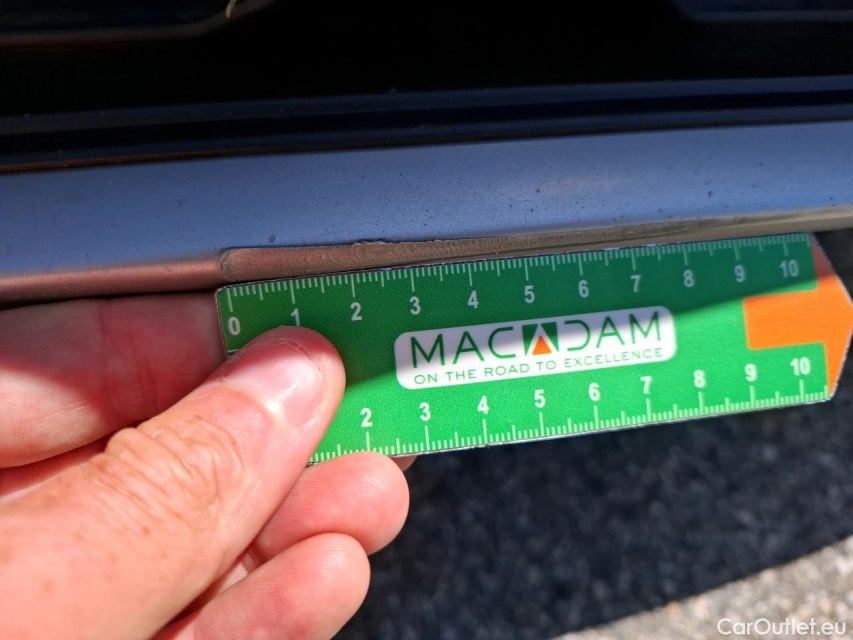 0 1 2 3 4 5 6 7 8 9 10
MACADAM
ON THE ROAD TO EXCELLENCE
2 3 4 5 6 7 8 9 10
CarOutlet.eu